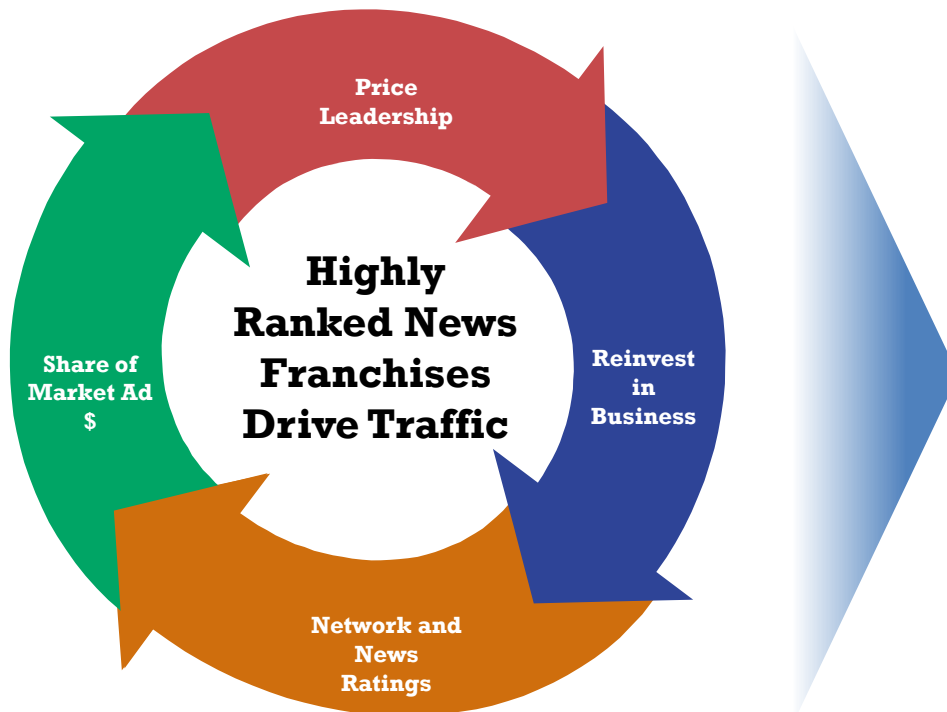 Price
Leadership
Highly
Ranked News
Franchises
Drive Traffic
Share of
Market Ad
$
Reinvest
in
Business
Network and
News
Ratings